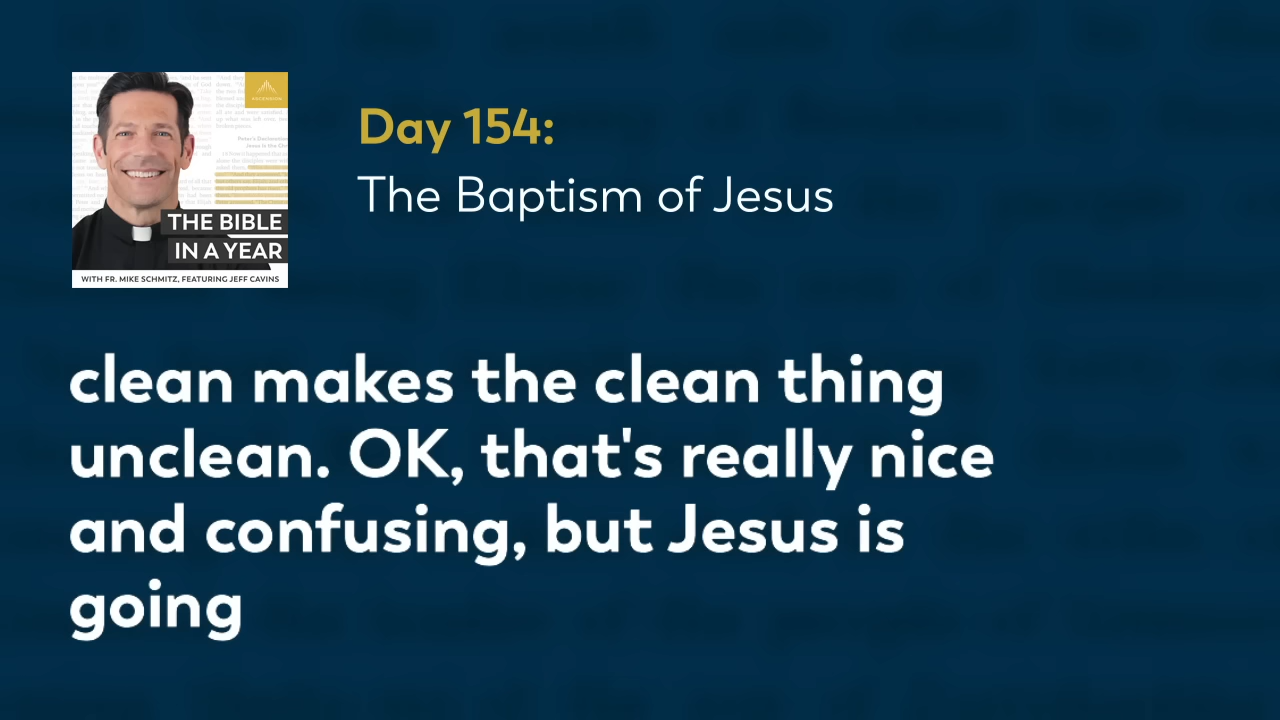 THE BIBLE
IN A YEAR
WITH FR. MIKE SCHMITZ, FEATURING JEFF CAVINS
Day 154:
The Baptism of Jesus
clean makes the clean thing
unclean. OK, that's really nice
and confusing, but Jesus is
going